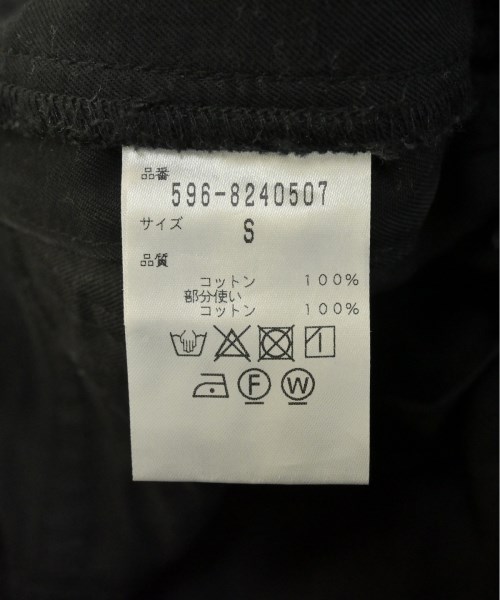 品番
596-8240507
サイズ
S
品質
コットン 100%
部分使い
コットン 100%
F W